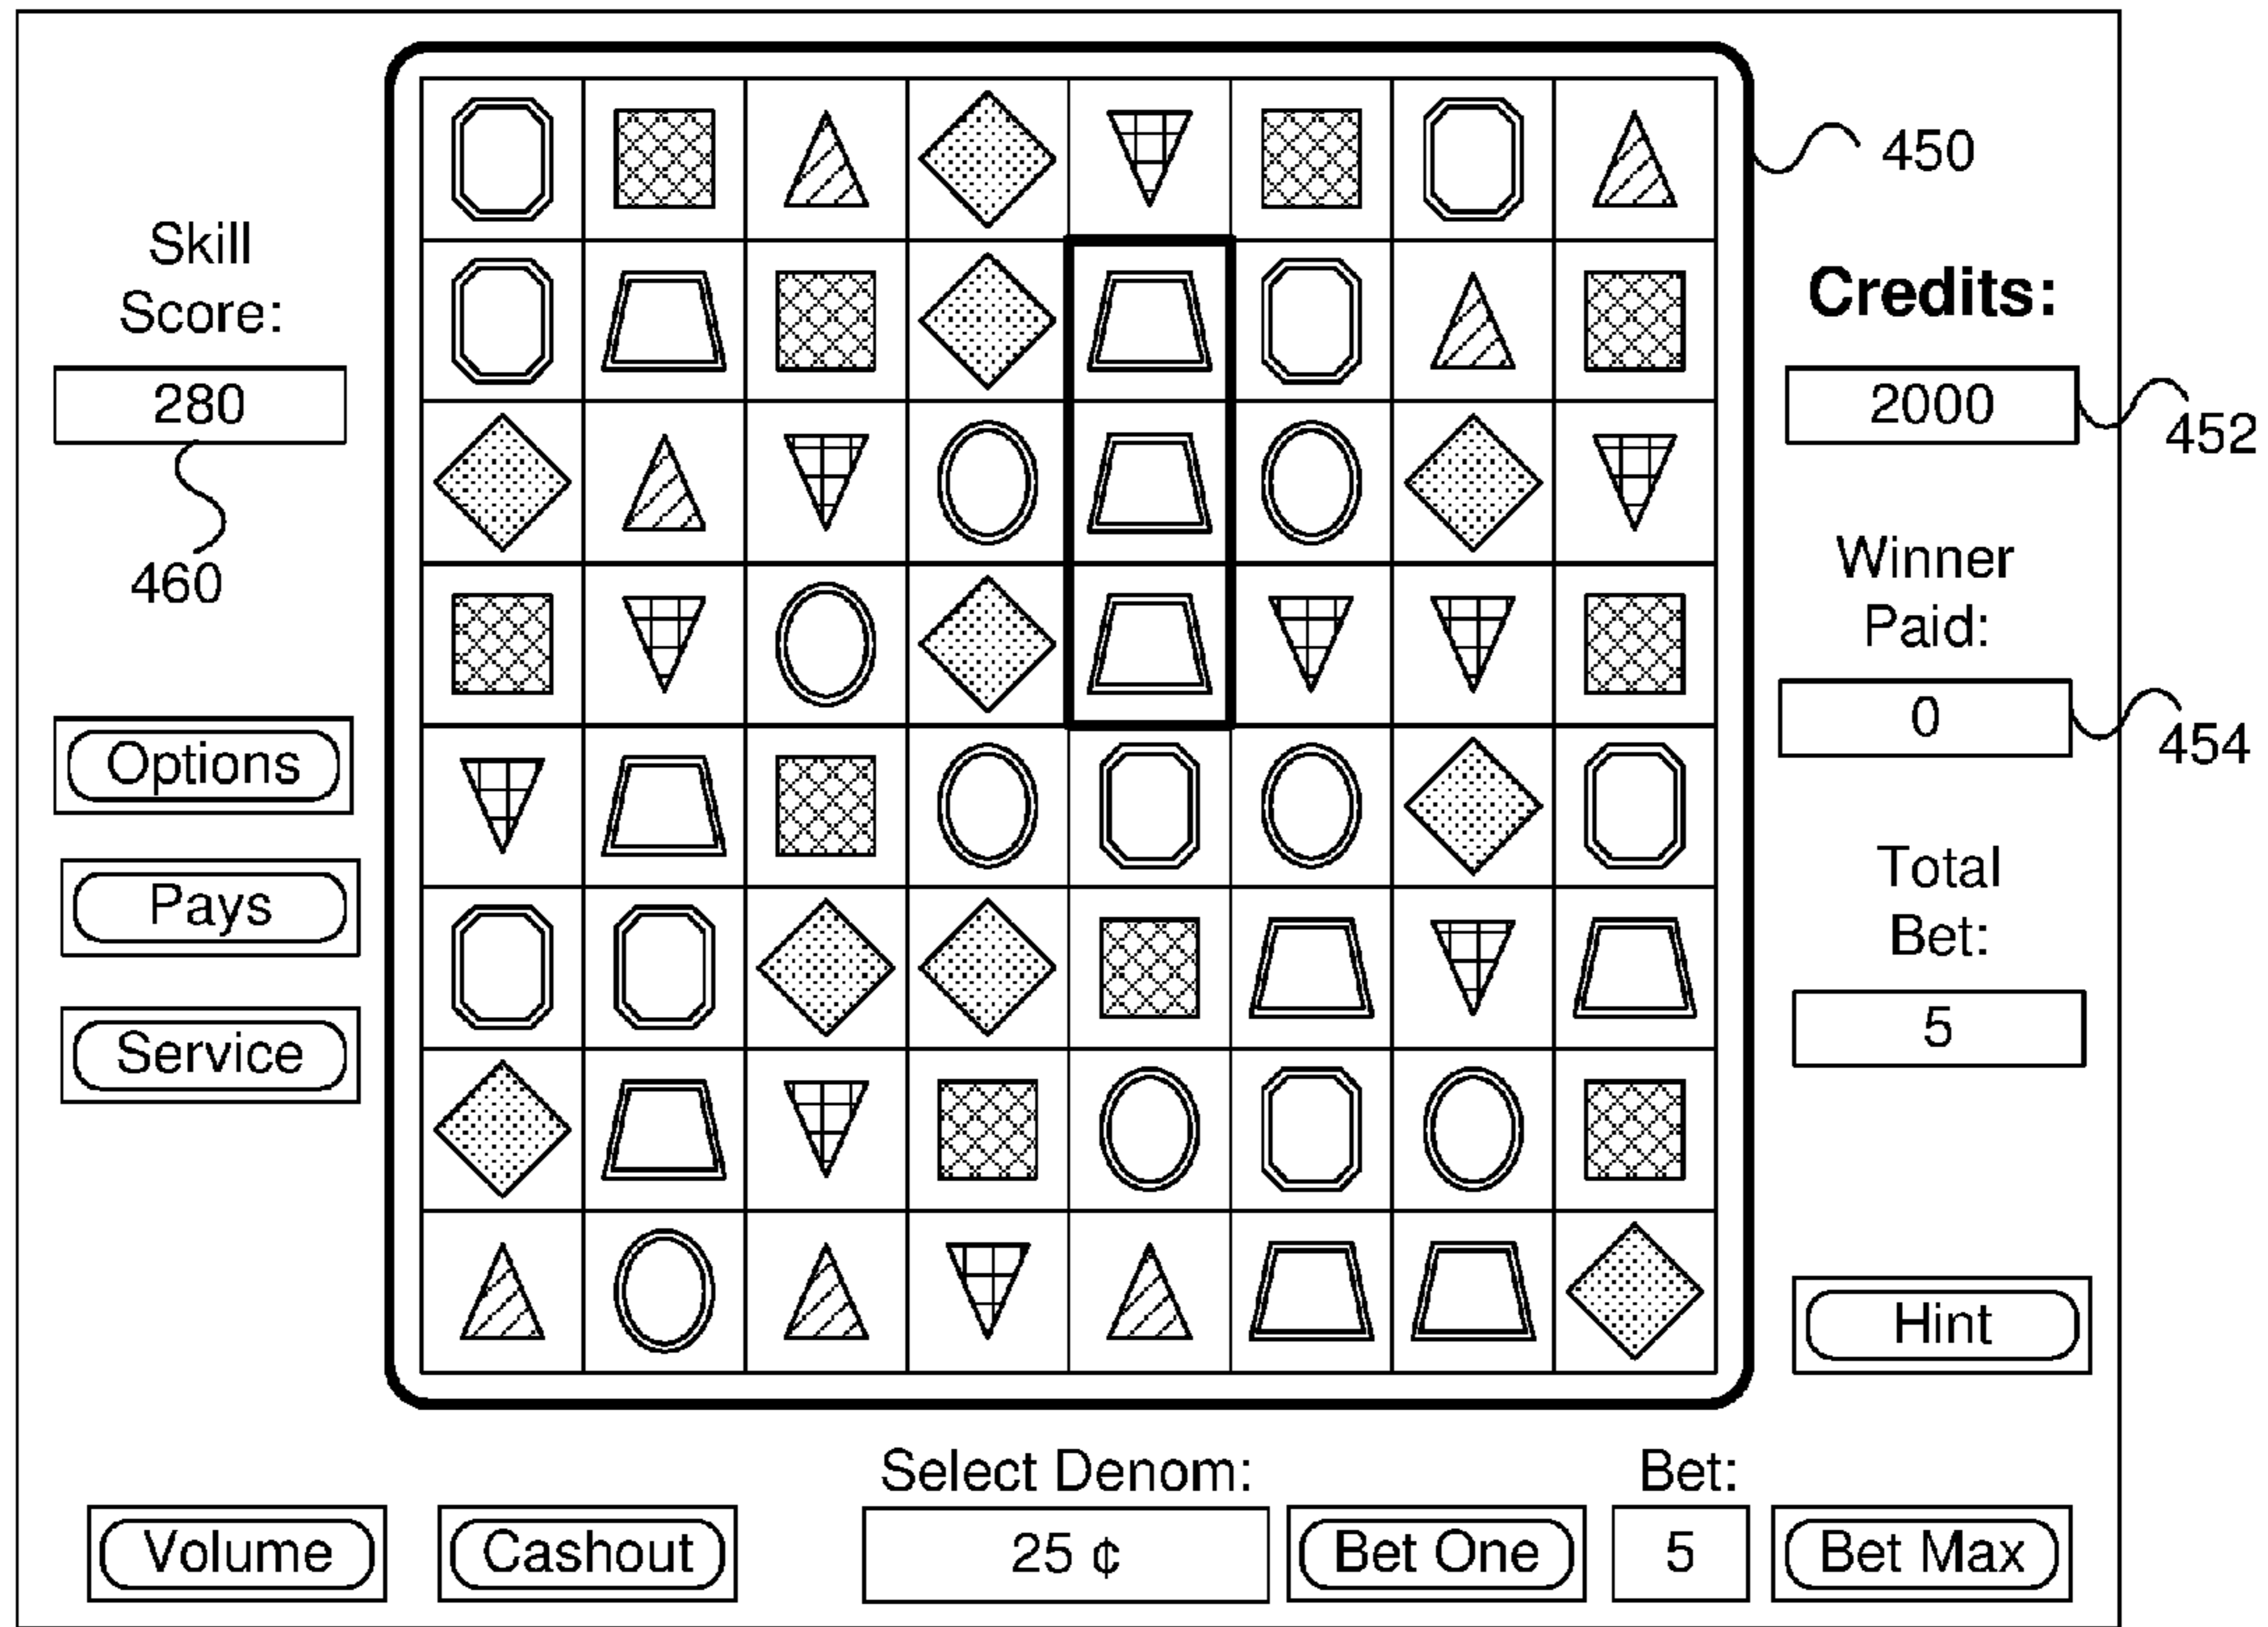 450
Skill
Score:
280
460
Credits:
2000
452
Winner
Paid:
0
454
Options
Pays
Service
Total
Bet:
5
Hint
Select Denom:
Bet:
Volume
Cashout
25 ¢
Bet One
5
Bet Max